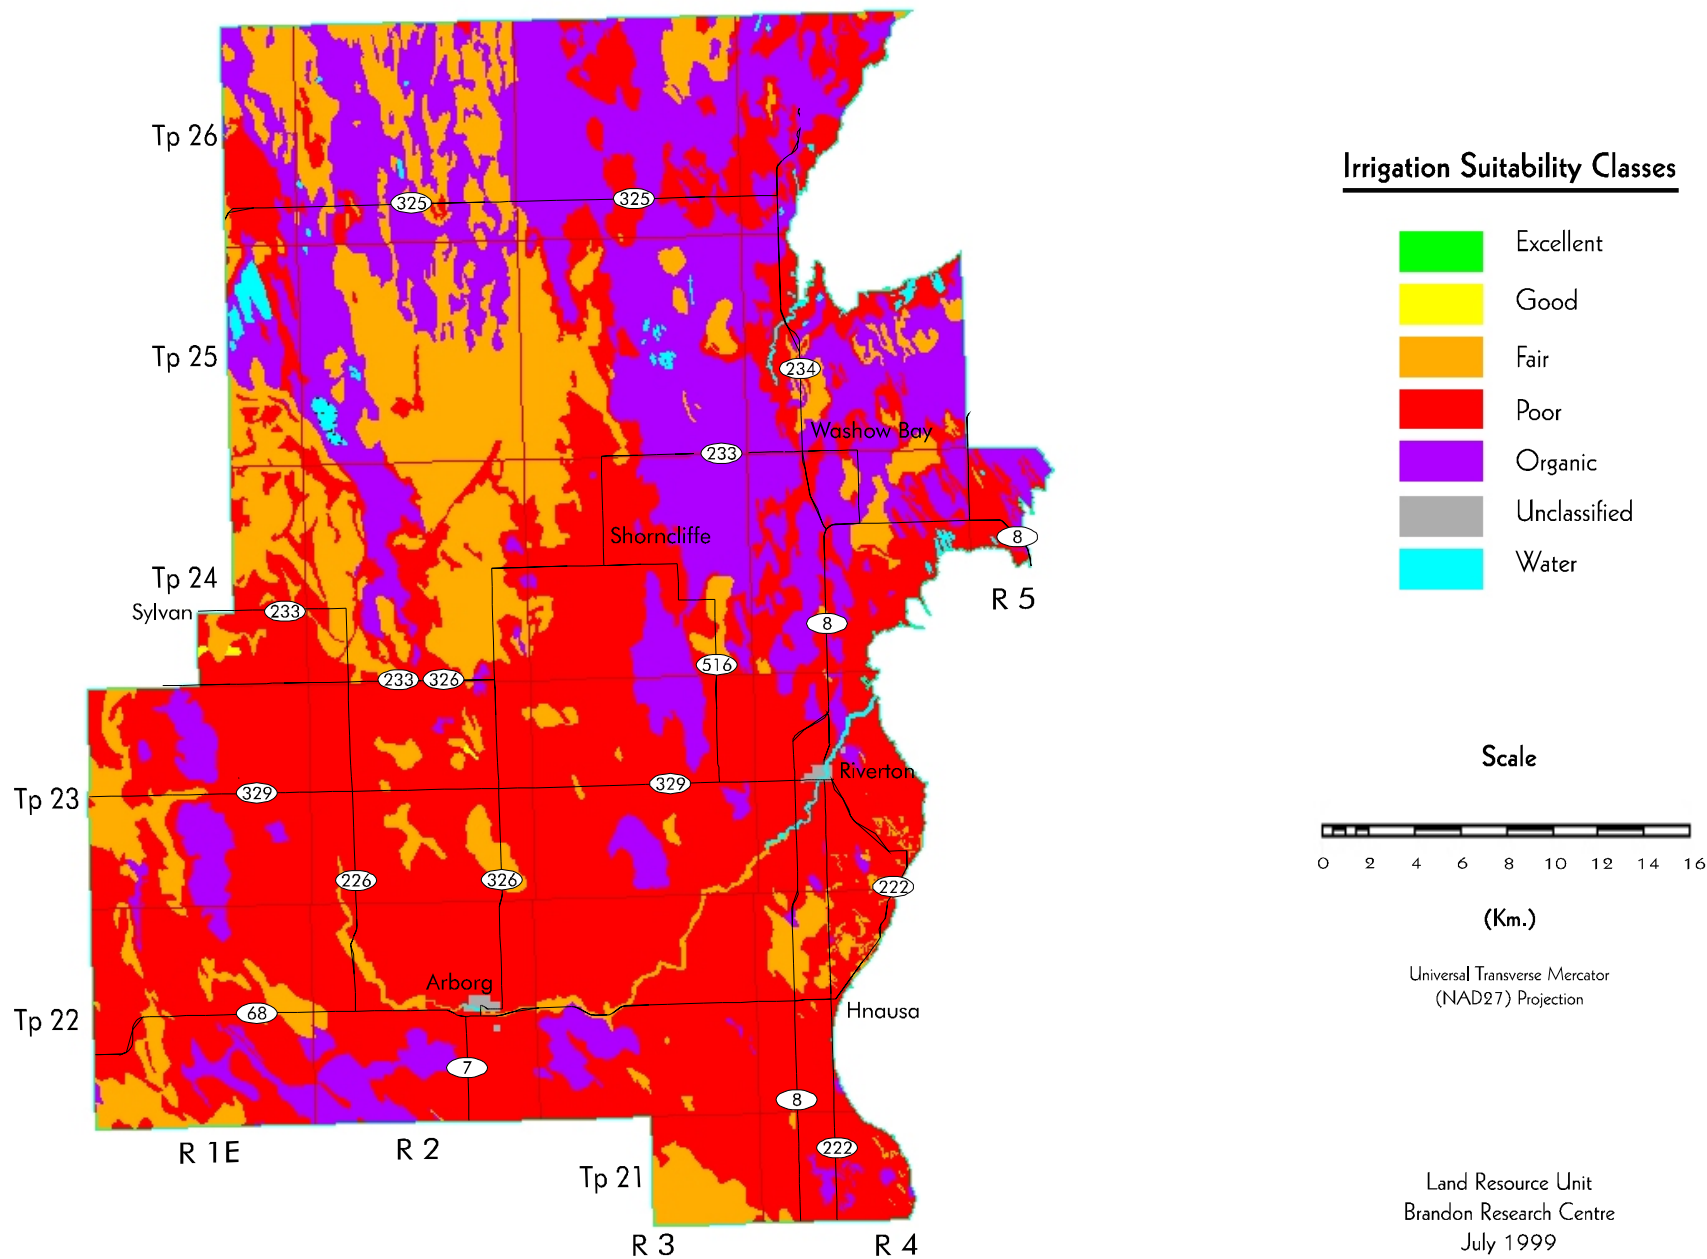 Tp 26
325
325
Tp 25
234
Washow Bay
233
Shorncliffe
8
Tp 24
R 5
Sylvan
233
8
516
233
326
Riverton
329
329
Tp 23
226
326
222
Arborg
68
Hnausa
Tp 22
7
8
222
R 1E
R 2
Tp 21
R 3
R 4
Irrigation Suitability Classes
Excellent
Good
Fair
Poor
Organic
Unclassified
Water
Scale
0 2 4 6 8 10 12 14 16
(Km.)
Universal Transverse Mercator
(NAD27) Projection
Land Resource Unit
Brandon Research Centre
July 1999